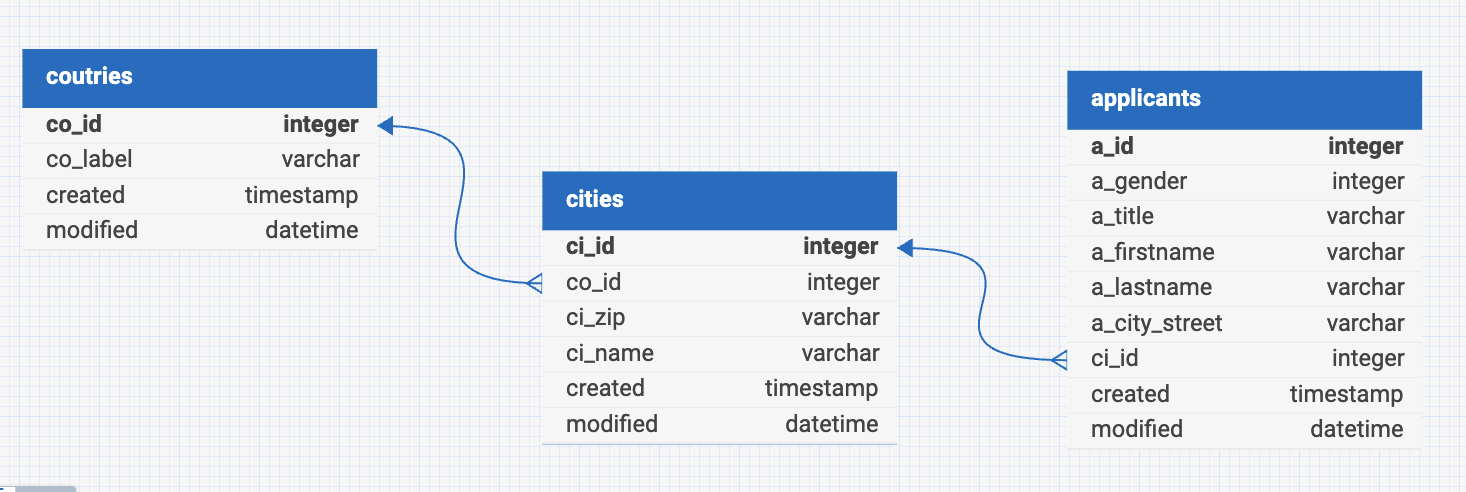 coutries
co_id integer
co_label varchar
created timestamp
modified datetime
cities
ci_id integer
co_id integer
ci_zip varchar
ci_name varchar
created timestamp
modified datetime
applicants
a_id integer
a_gender integer
a_title varchar
a_firstname varchar
a_lastname varchar
a_city_street varchar
ci_id integer
created timestamp
modified datetime